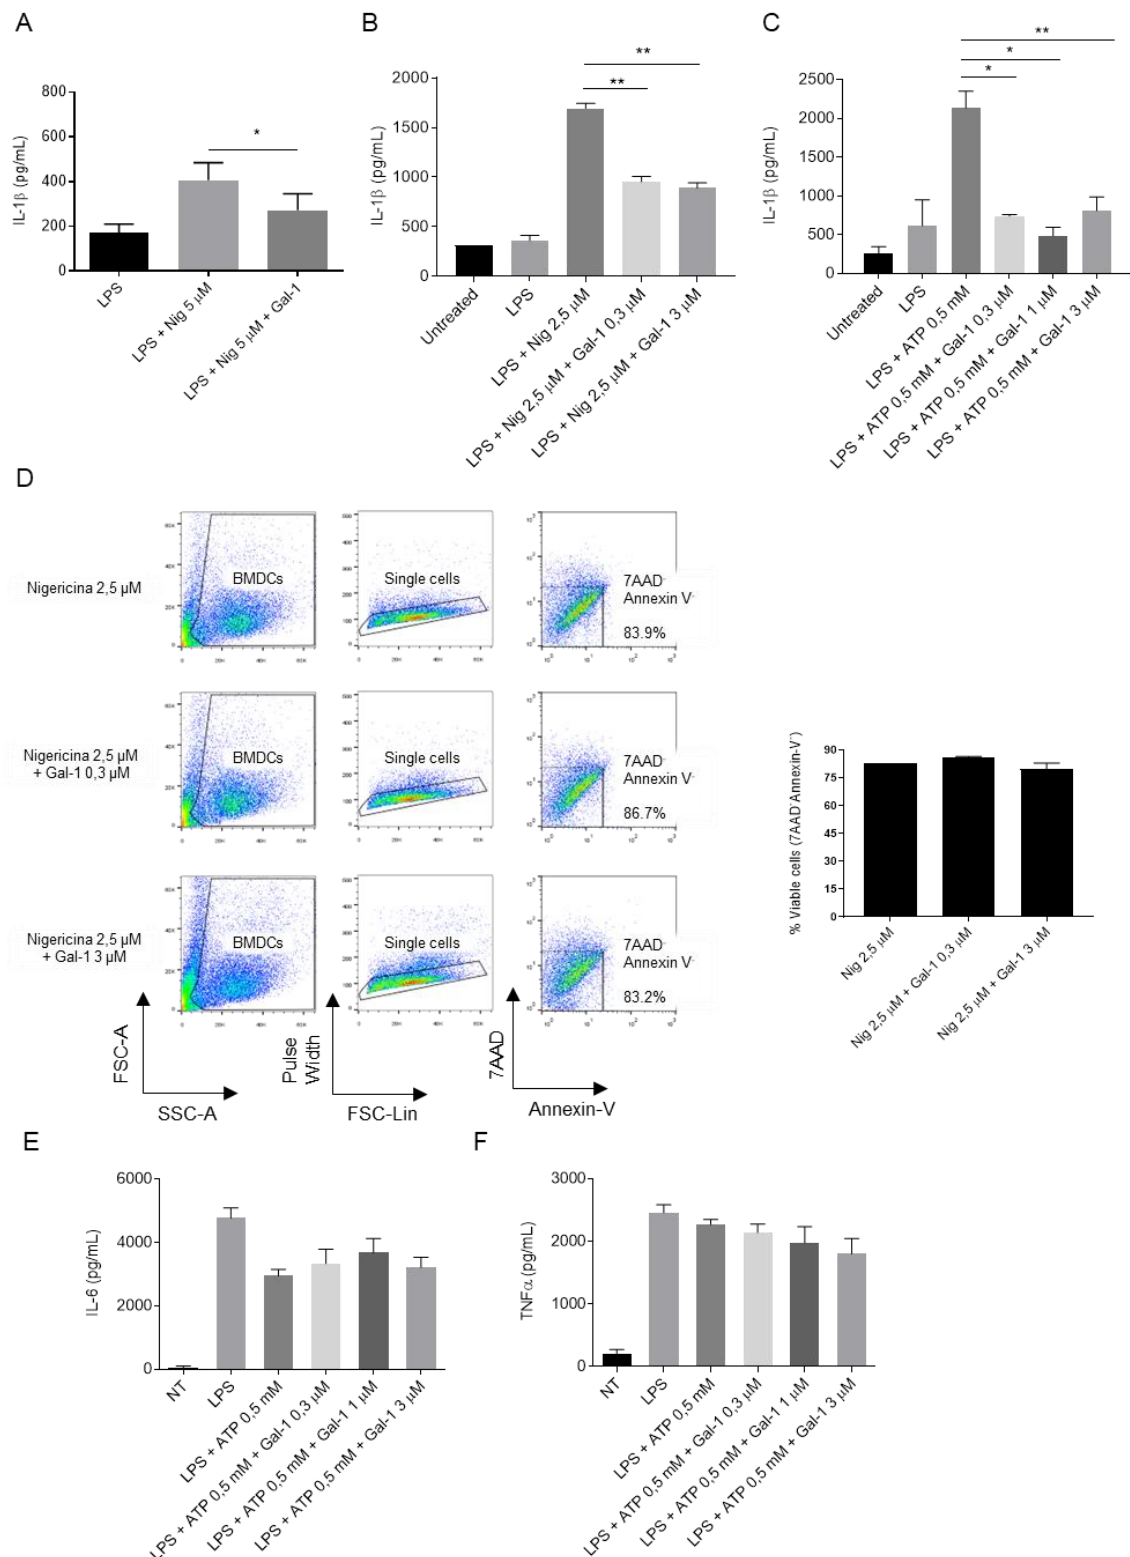 A
IL-1β (pg/mL)
800
600
400
200
0
*
LPS
LPS + Nig 5 μM
LPS + Nig 5 μM + Gal-1
B
IL-1β (pg/mL)
2000
1500
1000
500
0
**
**
Untreated
LPS
LPS + Nig 2,5 μM
LPS + Nig 2,5 μM + Gal-1 0,3 μM
LPS + Nig 2,5 μM + Gal-1 3 μM
C
IL-1β (pg/mL)
2500
2000
1500
1000
500
0
**
*
*
Untreated
LPS
LPS + ATP 0,5 mM
LPS + ATP 0,5 mM + Gal-1 0,3 μM
LPS + ATP 0,5 mM + Gal-1 1 μM
LPS + ATP 0,5 mM + Gal-1 3 μM
D
Nigericina 2,5 μM
BMDCs
Single cells
7AAD⁻
Annexin V⁻
83.9%
Nigericina 2,5 μM
+ Gal-1 0,3 μM
BMDCs
Single cells
7AAD⁻
Annexin V⁻
86.7%
Nigericina 2,5 μM
+ Gal-1 3 μM
BMDCs
Single cells
7AAD⁻
Annexin V⁻
83.2%
FSC-A
SSC-A
Pulse
Width
FSC-Lin
7AAD
Annexin-V
% Viable cells (7AAD⁻Annexin-V⁻)
90
75
60
45
30
15
0
Nig 2,5 μM
Nig 2,5 μM + Gal-1 0,3 μM
Nig 2,5 μM + Gal-1 3 μM
E
IL-6 (pg/mL)
6000
4000
2000
0
NT
LPS
LPS + ATP 0,5 mM
LPS + ATP 0,5 mM + Gal-1 0,3 μM
LPS + ATP 0,5 mM + Gal-1 1 μM
LPS + ATP 0,5 mM + Gal-1 3 μM
F
TNFα (pg/mL)
3000
2000
1000
0
NT
LPS
LPS + ATP 0,5 mM
LPS + ATP 0,5 mM + Gal-1 0,3 μM
LPS + ATP 0,5 mM + Gal-1 1 μM
LPS + ATP 0,5 mM + Gal-1 3 μM